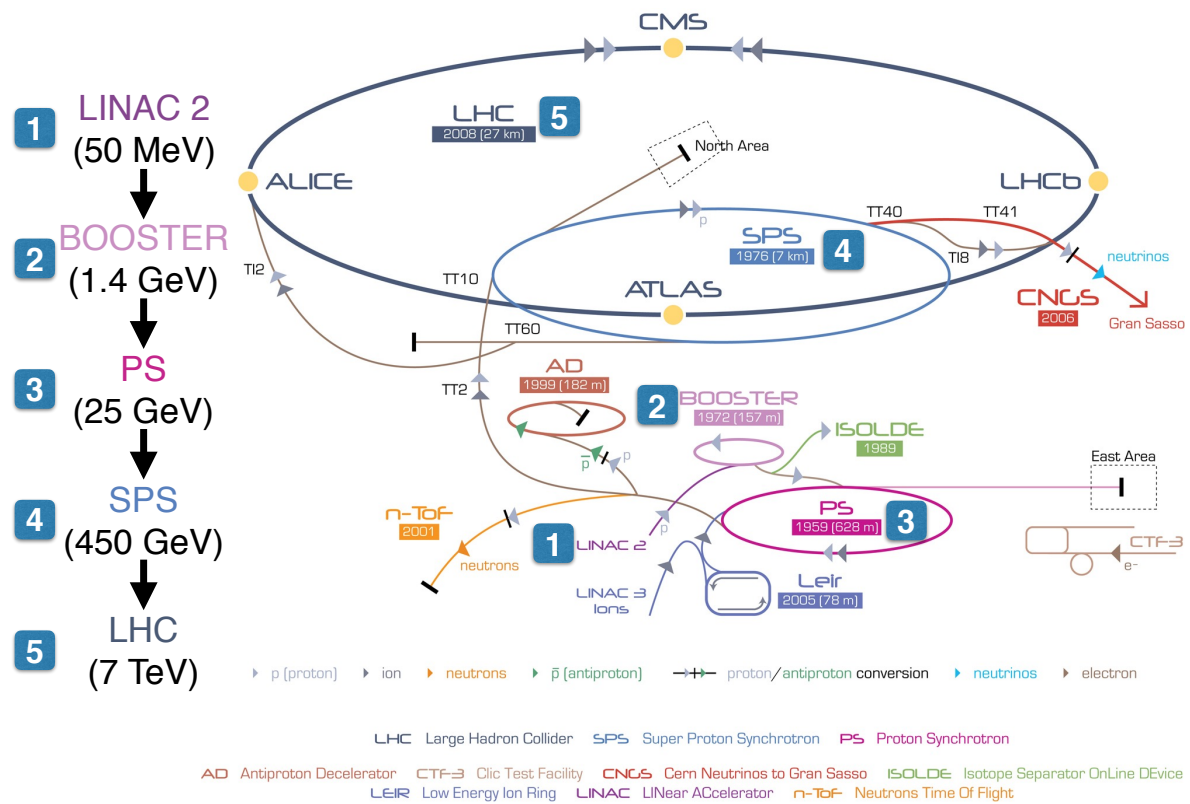 1
LINAC 2
(50 MeV)
2
BOOSTER
(1.4 GeV)
3
PS
(25 GeV)
4
SPS
(450 GeV)
5
LHC
(7 TeV)
CMS
LHC
2008 (27 km)
5
North Area
ALICE
LHCb
TT40
TT41
p
SPS
1976 (7 km)
4
TI8
TI2
TT10
neutrinos
ATLAS
CNGS
2006
Gran Sasso
TT60
AD
1999 (182 m)
TT2
2
BOOSTER
1972 (157 m)
ISOLDE
1989
p̄
p
East Area
n-ToF
2001
neutrons
1
p
LINAC 2
PS
1959 (628 m)
3
CTF-3
e-
LINAC 3
Ions
Leir
2005 (78 m)
p (proton)
ion
neutrons
p̄ (antiproton)
proton/antiproton conversion
neutrinos
electron
LHC Large Hadron Collider SPS Super Proton Synchrotron PS Proton Synchrotron
AD Antiproton Decelerator CTF-3 Clic Test Facility CNGS Cern Neutrinos to Gran Sasso ISOLDE Isotope Separator OnLine DEvice
LEIR Low Energy Ion Ring LINAC LINear ACcelerator n-ToF Neutrons Time Of Flight